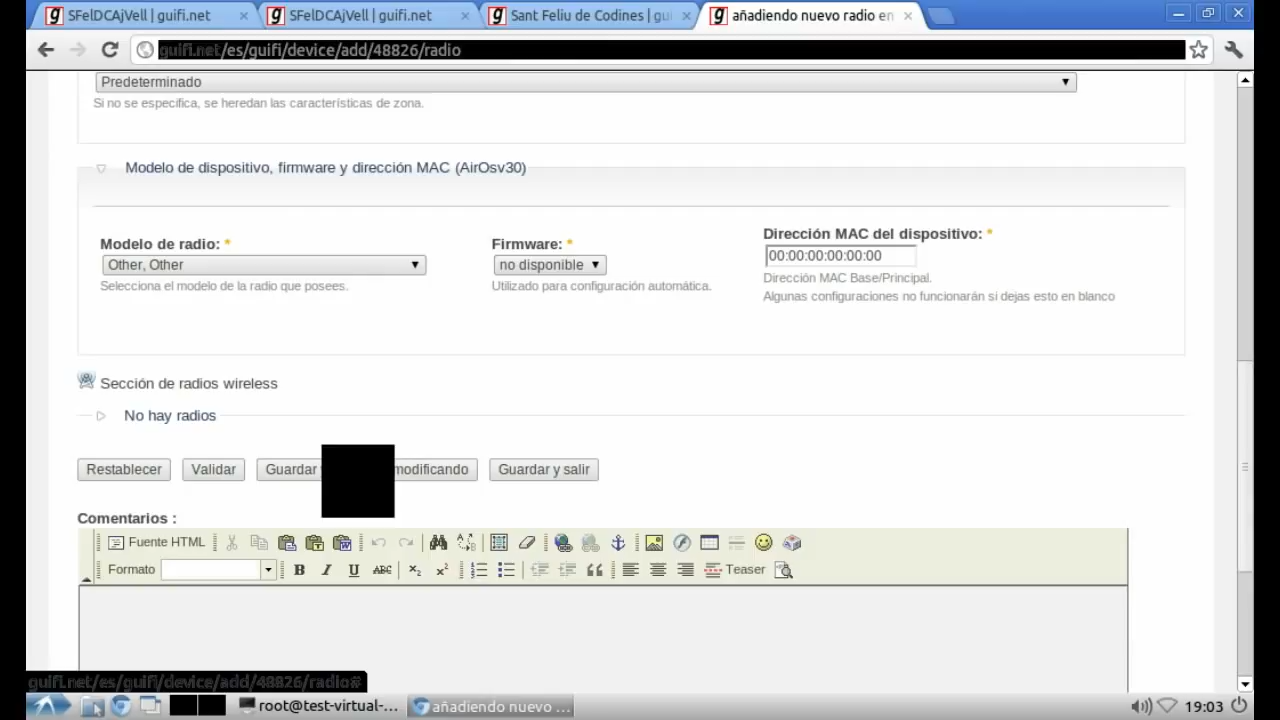 SFelDCAjVell | guifi.net
SFelDCAjVell | guifi.net
Sant Feliu de Codines | gui
añadiendo nuevo radio en
guifi.net/es/guifi/device/add/48826/radio
Predeterminado
Si no se especifica, se heredan las características de zona.
Modelo de dispositivo, firmware y dirección MAC (AirOsv30)
Modelo de radio: *
Firmware: *
Dirección MAC del dispositivo: *
Other, Other
no disponible
00:00:00:00:00:00
Selecciona el modelo de la radio que posees.
Utilizado para configuración automática.
Dirección MAC Base/Principal.
Algunas configuraciones no funcionarán si dejas esto en blanco
Sección de radios wireless
No hay radios
Restablecer
Validar
Guardar
modificando
Guardar y salir
Comentarios :
Fuente HTML
Formato
Teaser
guifi.net/es/guifi/device/add/48826/radio#
root@test-virtual-...
añadiendo nuevo ...
19:03